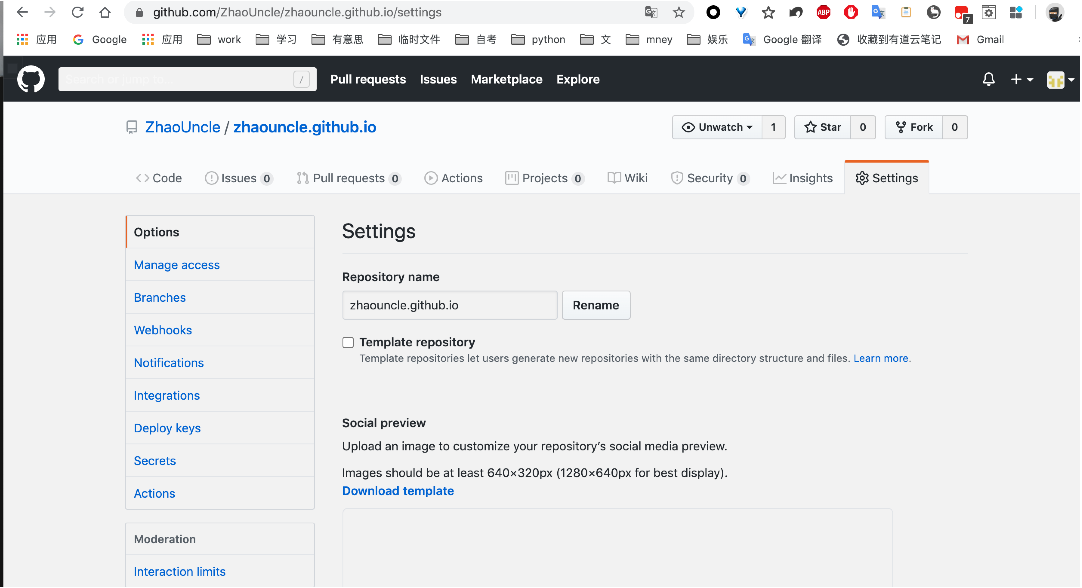 github.com/ZhaoUncle/zhaouncle.github.io/settings
ABP
7
应用
Google
应用
work
学习
有意思
临时文件
自考
python
文
mney
娱乐
Google 翻译
收藏到有道云笔记
Gmail
/
Pull requests
Issues
Marketplace
Explore
ZhaoUncle / zhaouncle.github.io
Unwatch 1
Star 0
Fork 0
Code
Issues 0
Pull requests 0
Actions
Projects 0
Wiki
Security 0
Insights
Settings
Options
Manage access
Branches
Webhooks
Notifications
Integrations
Deploy keys
Secrets
Actions
Moderation
Interaction limits
Settings
Repository name
zhaouncle.github.io
Rename
Template repository
Template repositories let users generate new repositories with the same directory structure and files. Learn more.
Social preview
Upload an image to customize your repository's social media preview.
Images should be at least 640×320px (1280×640px for best display).
Download template